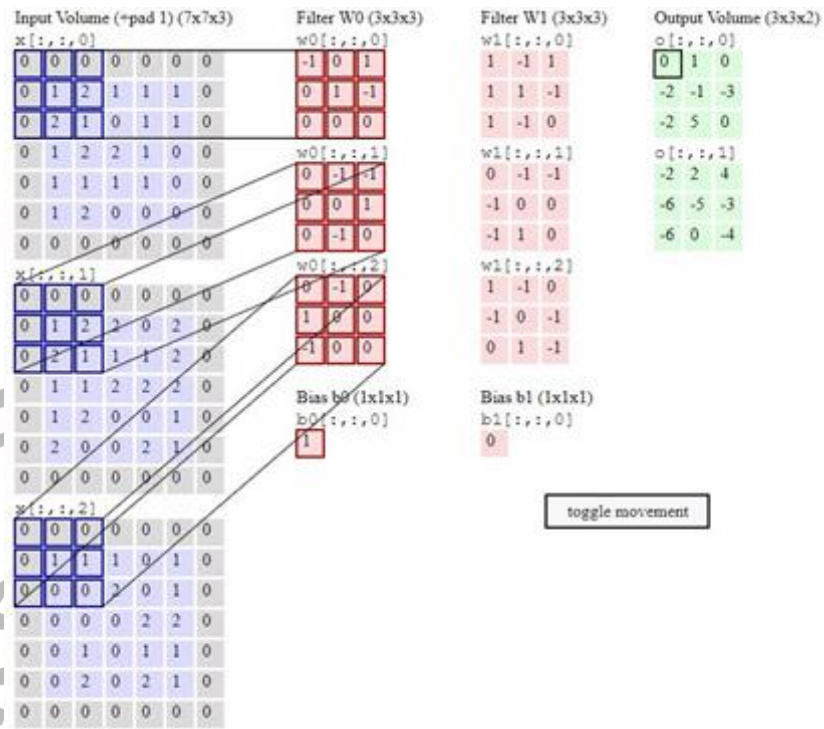 Input Volume (+pad 1) (7x7x3)
x[:,:,0]
0 0 0 0 0 0 0
0 1 2 1 1 1 0
0 2 1 0 1 1 0
0 1 2 2 1 0 0
0 1 1 1 1 0 0
0 1 2 0 0 0 0
0 0 0 0 0 0 0
x[:,:,1]
0 0 0 0 0 0 0
0 1 2 2 0 2 0
0 2 1 1 1 2 0
0 1 1 2 2 2 0
0 1 2 0 0 1 0
0 2 0 0 2 1 0
0 0 0 0 0 0 0
x[:,:,2]
0 0 0 0 0 0 0
0 1 1 1 0 1 0
0 0 0 2 0 1 0
0 0 0 0 2 2 0
0 0 1 0 1 1 0
0 0 2 0 2 1 0
0 0 0 0 0 0 0
Filter W0 (3x3x3)
w0[:,:,0]
-1 0 1
0 1 -1
0 0 0
w0[:,:,1]
0 -1 -1
0 0 1
0 -1 0
w0[:,:,2]
0 -1 0
1 0 0
-1 0 0
Bias b0 (1x1x1)
b0[:,:,0]
1
Filter W1 (3x3x3)
w1[:,:,0]
1 -1 1
1 1 -1
1 -1 0
w1[:,:,1]
0 -1 -1
-1 0 0
-1 1 0
w1[:,:,2]
1 -1 0
-1 0 -1
0 1 -1
Bias b1 (1x1x1)
b1[:,:,0]
0
Output Volume (3x3x2)
o[:,:,0]
0 1 0
-2 -1 -3
-2 5 0
o[:,:,1]
-2 2 4
-6 -5 -3
-6 0 -4
toggle movement